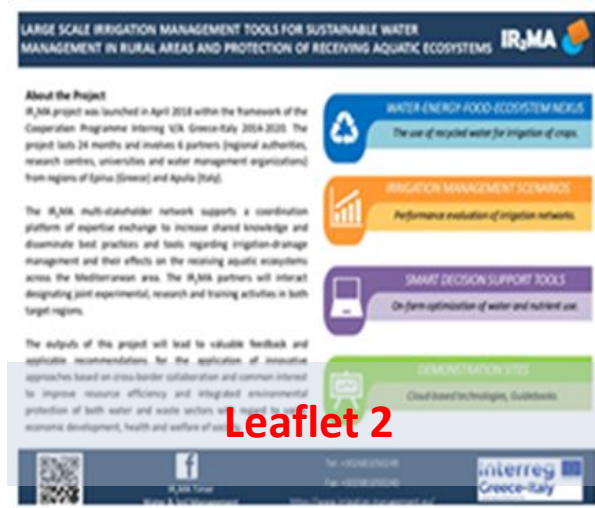 LARGE SCALE IRRIGATION MANAGEMENT TOOLS FOR SUSTAINABLE WATER
MANAGEMENT IN RURAL AREAS AND PROTECTION OF RECEIVING AQUATIC ECOSYSTEMS
IR₂MA
About the Project
IR₂MA project was launched in April 2018 within the framework of the
Cooperation Programme Interreg V/A Greece-Italy 2014-2020. The
project lasts 24 months and involves 6 partners (regional authorities,
research centres, universities and water management organizations)
from regions of Epirus (Greece) and Apulia (Italy).
The IR₂MA multi-stakeholder network supports a coordination
platform of expertise exchange to increase shared knowledge and
disseminate best practices and tools regarding irrigation-drainage
management and their effects on the receiving aquatic ecosystems
across the Mediterranean area. The IR₂MA partners will interact
designating joint experimental, research and training activities in both
target regions.
The outputs of this project will lead to valuable feedback and
applicable recommendations for the application of innovative
approaches based on cross-border collaboration and common interest
to improve resource efficiency and integrated environmental
protection of both water and waste sectors with regard to
economic development, health and welfare of
WATER-ENERGY-FOOD-ECOSYSTEM NEXUS
The use of recycled water for irrigation of crops.
IRRIGATION MANAGEMENT SCENARIOS
Performance evaluation of irrigation networks.
SMART DECISION SUPPORT TOOLS
On-farm optimization of water and nutrient use.
DEMONSTRATION SITES
Cloud-based technologies, Guidebooks.
Leaflet 2
IR₂MA
Water & Soil Management
Interreg
Greece-Italy